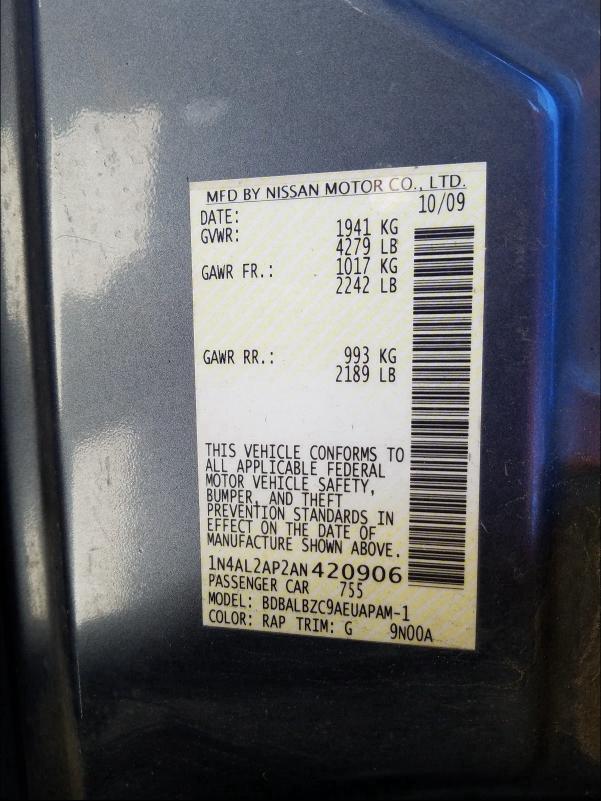 MFD BY NISSAN MOTOR CO., LTD.
DATE: 10/09
GVWR: 1941 KG
4279 LB
GAWR FR.: 1017 KG
2242 LB
GAWR RR.: 993 KG
2189 LB
THIS VEHICLE CONFORMS TO
ALL APPLICABLE FEDERAL
MOTOR VEHICLE SAFETY,
BUMPER, AND THEFT
PREVENTION STANDARDS IN
EFFECT ON THE DATE OF
MANUFACTURE SHOWN ABOVE.
1N4AL2AP2AN420906
PASSENGER CAR 755
MODEL: BDBALBZC9AEUAPAM-1
COLOR: RAP TRIM: G 9N00A